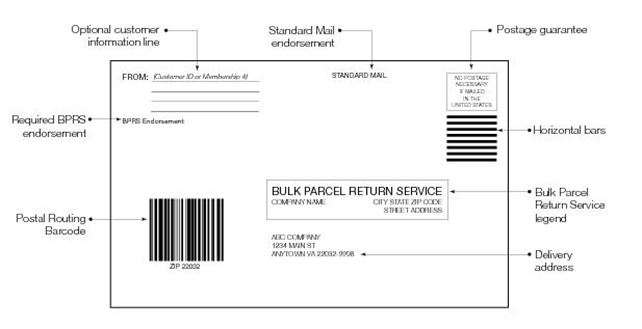 Optional customer
information line
Standard Mail
endorsement
Postage guarantee
FROM: (Customer ID or Membership #)
STANDARD MAIL
NO POSTAGE
NECESSARY
IF MAILED
IN THE
UNITED STATES
Required BPRS
endorsement
BPRS Endorsement
Horizontal bars
BULK PARCEL RETURN SERVICE
COMPANY NAME CITY STATE ZIP CODE
STREET ADDRESS
Bulk Parcel
Return Service
legend
Postal Routing
Barcode
ABC COMPANY
1234 MAIN ST
ANYTOWN VA 22032-9998
Delivery
address
ZIP 22032